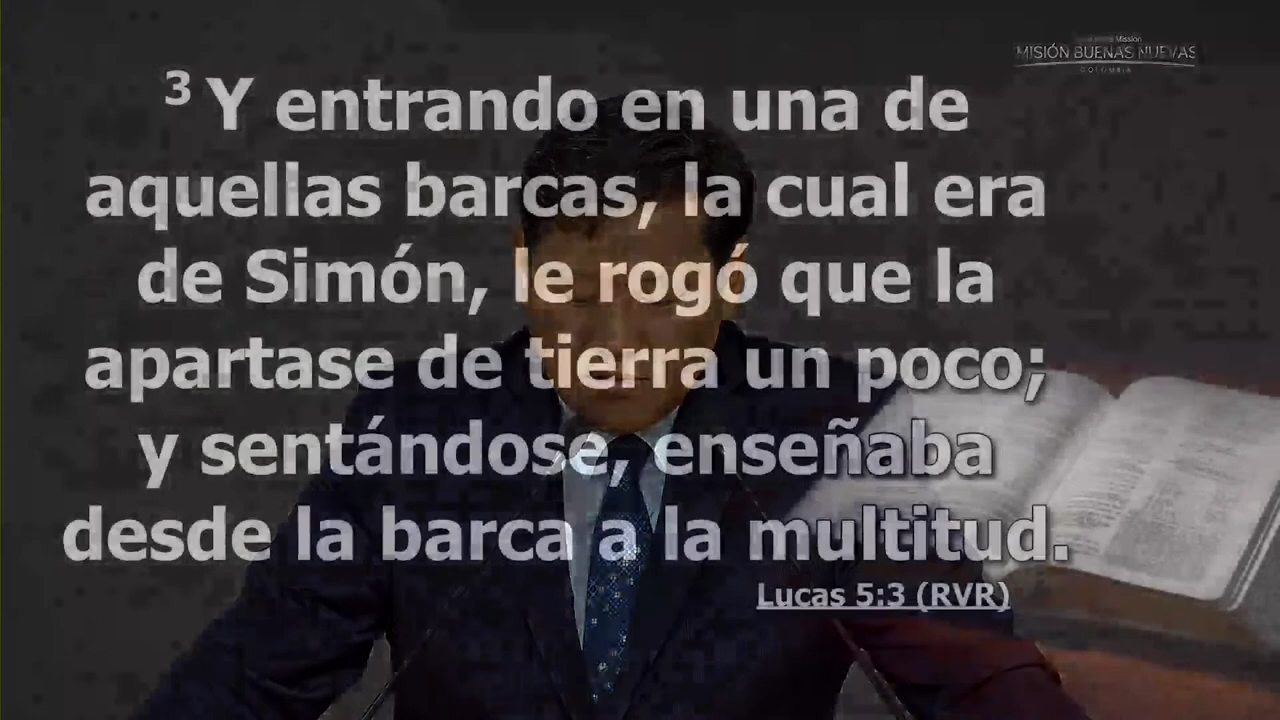 MISIÓN BUENAS NUEVAS
COLOMBIA
3 Y entrando en una de
aquellas barcas, la cual era
de Simón, le rogó que la
apartase de tierra un poco;
y sentándose, enseñaba
desde la barca a la multitud.
Lucas 5:3 (RVR)